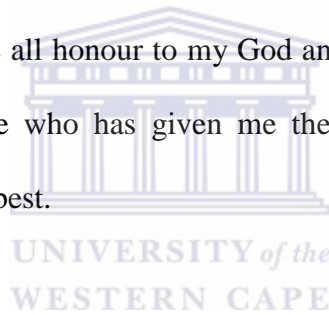 all honour to my God an
who has given me the
best.
UNIVERSITY of the
WESTERN CAPE